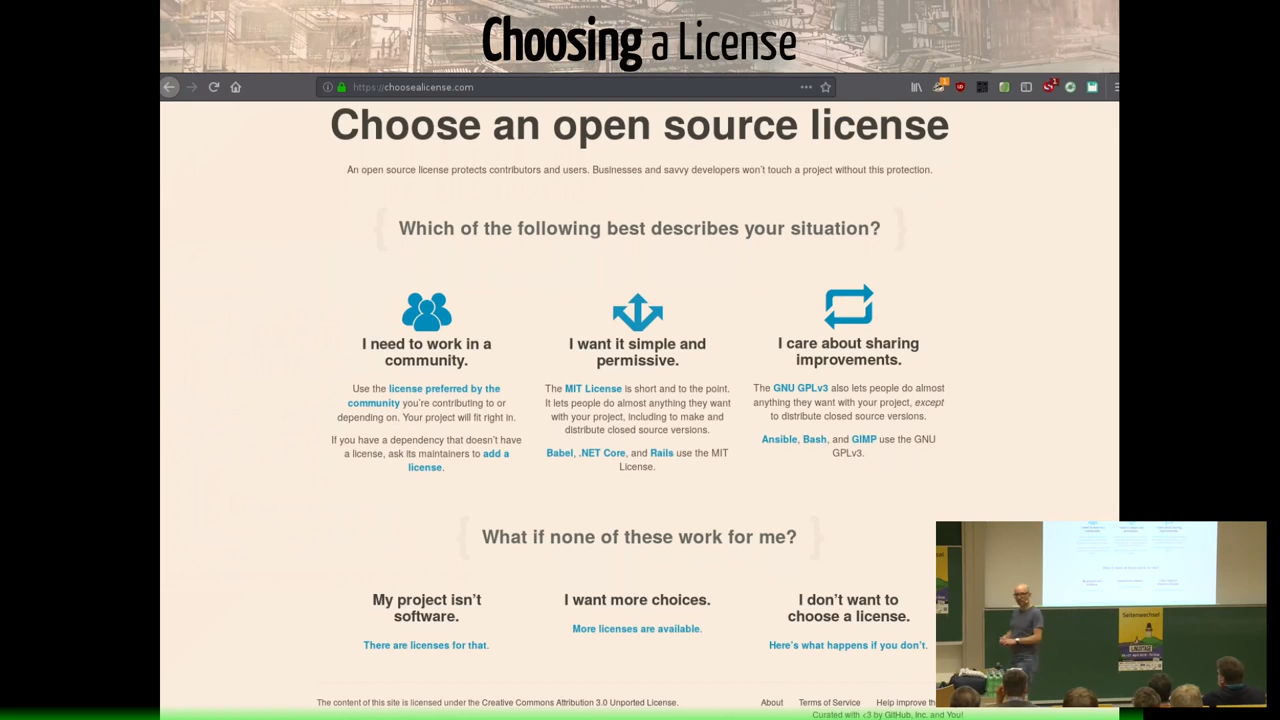 Choosing a License
https://choosealicense.com
Choose an open source license
An open source license protects contributors and users. Businesses and savvy developers won't touch a project without this protection.
{ Which of the following best describes your situation? }
I need to work in a
community.
Use the license preferred by the
community you're contributing to or
depending on. Your project will fit right in.
If you have a dependency that doesn't have
a license, ask its maintainers to add a
license.
I want it simple and
permissive.
The MIT License is short and to the point.
It lets people do almost anything they want
with your project, including to make and
distribute closed source versions.
Babel, .NET Core, and Rails use the MIT
License.
I care about sharing
improvements.
The GNU GPLv3 also lets people do almost
anything they want with your project, except
to distribute closed source versions.
Ansible, Bash, and GIMP use the GNU
GPLv3.
{ What if none of these work for me? }
My project isn't
software.
There are licenses for that.
I want more choices.
More licenses are available.
I don't want to
choose a license.
Here's what happens if you don't.
The content of this site is licensed under the Creative Commons Attribution 3.0 Unported License.
About Terms of Service Help improve th
Curated with <3 by GitHub, Inc. and You!
Seitenwechsel